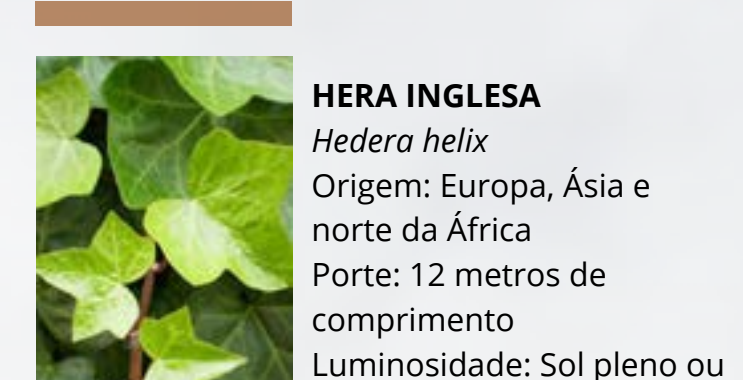 HERA INGLESA
Hedera helix
Origem: Europa, Ásia e
norte da África
Porte: 12 metros de
comprimento
Luminosidade: Sol pleno ou